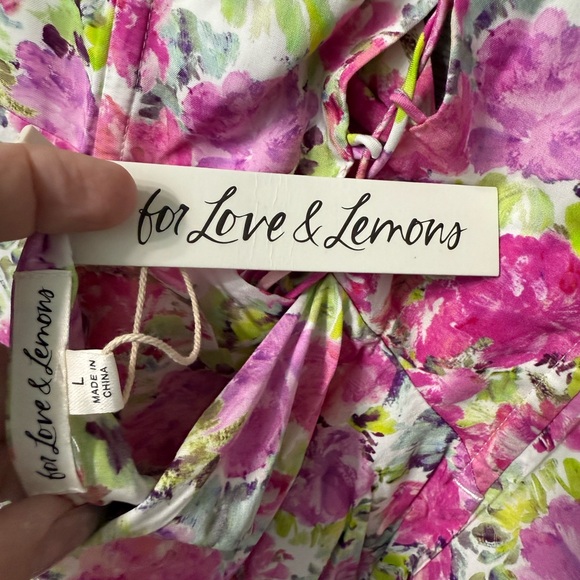 for Love & Lemons
for Love & Lemons
L
MADE IN
CHINA